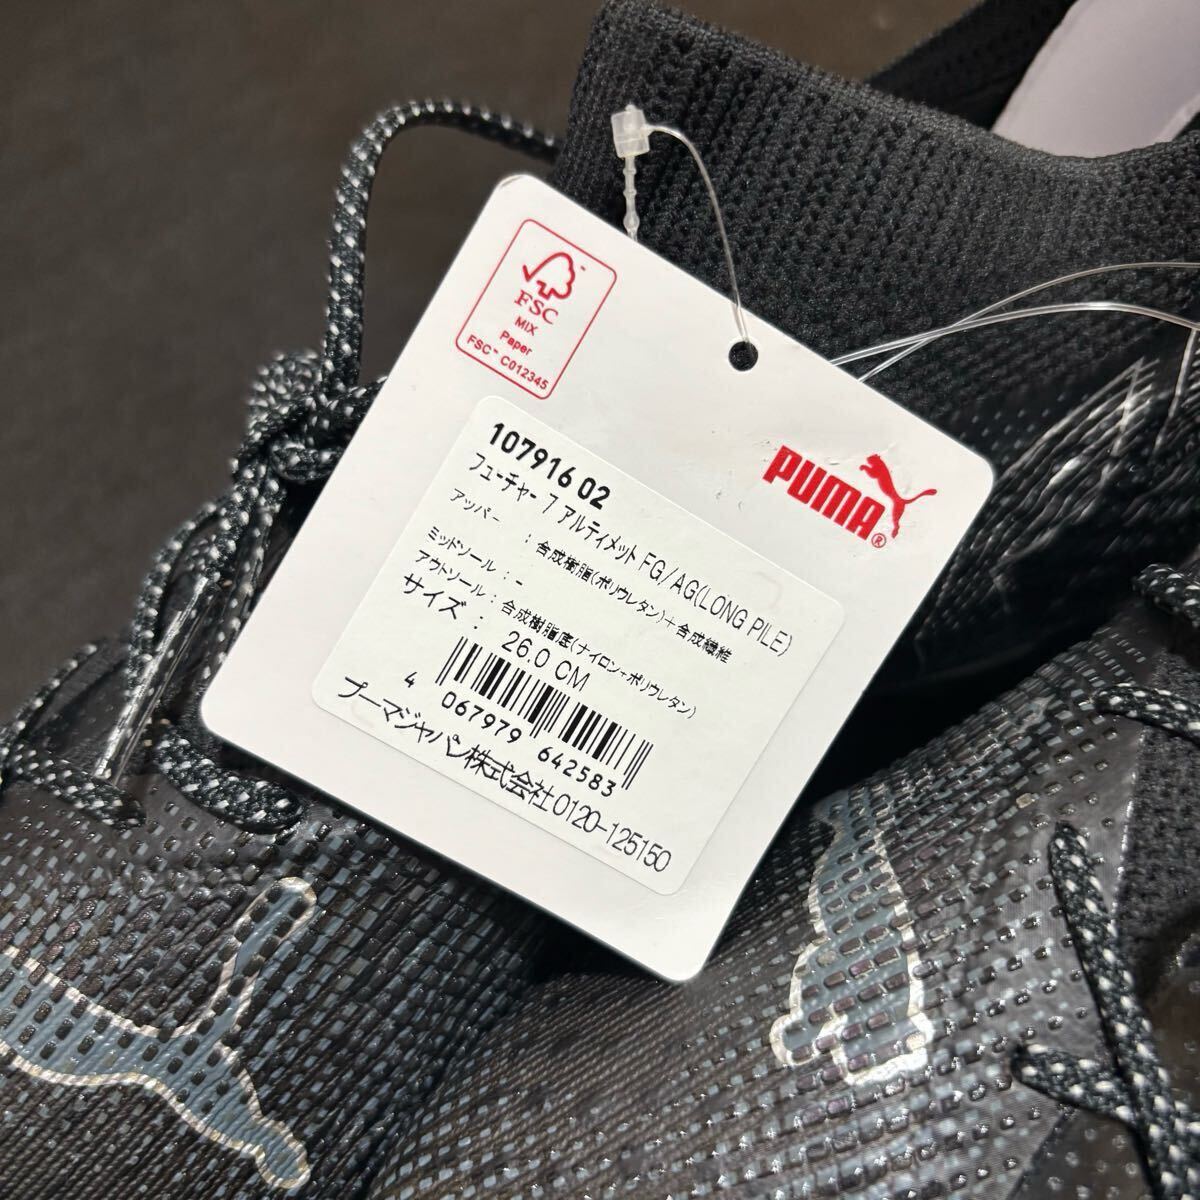 FSC
MIX
Paper
FSC™ C012345
PUMA®
107916 02
フューチャー 7 アルティメット FG/AG(LONG PILE)
アッパー : 合成樹脂(ポリウレタン)+合成繊維
ミッドソール : -
アウトソール : 合成樹脂底(ナイロン+ポリウレタン)
サイズ : 26.0 CM
4 067979 642583
プーマジャパン株式会社0120-125150